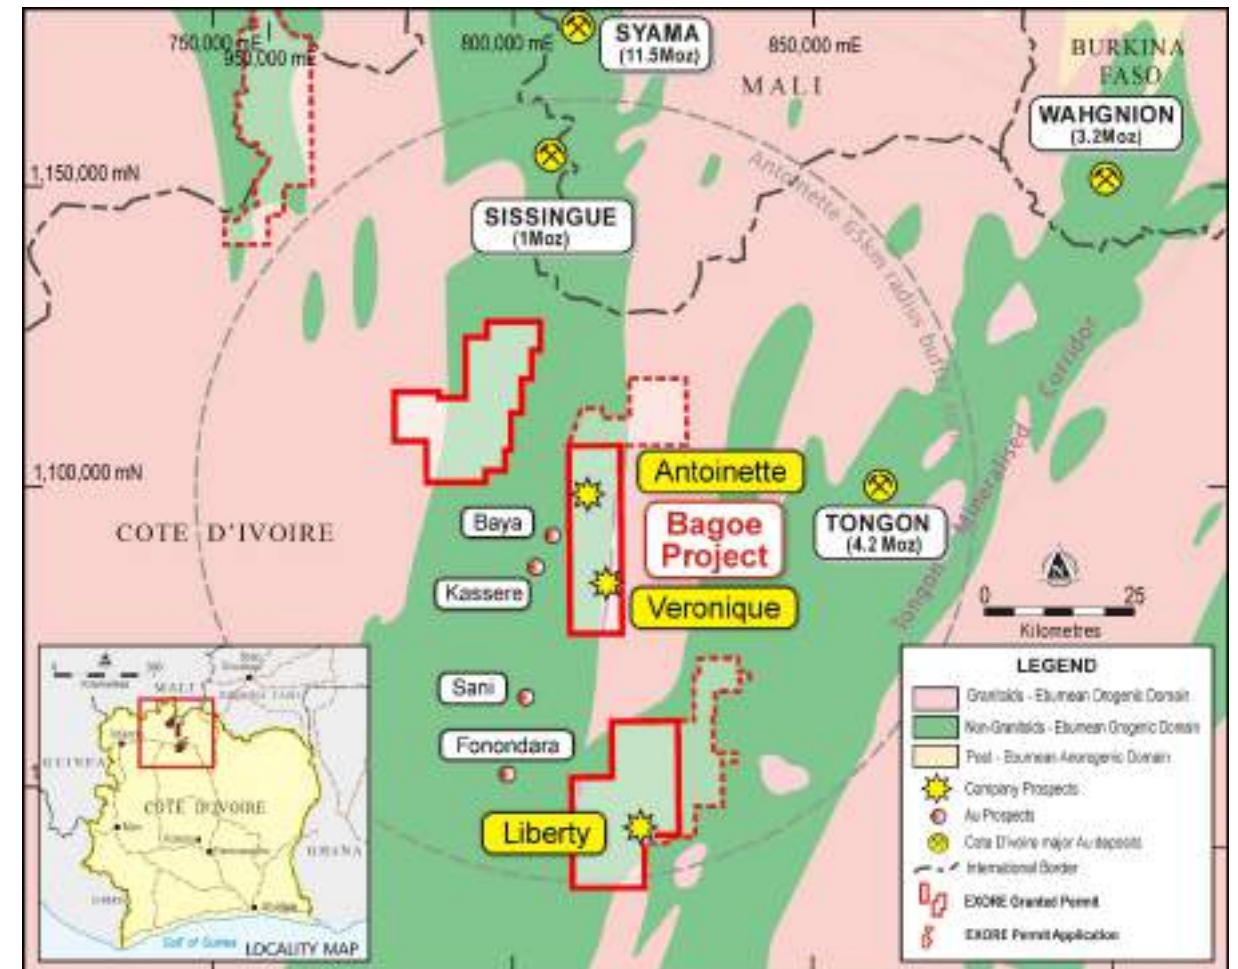 750,000 mE
950,000 mE
800,000 mE
850,000 mE
SYAMA
(11.5Moz)
MALI
BURKINA
FASO
WAHGNION
(3.2Moz)
1,150,000 mN
SISSINGUE
(1Moz)
Antoinette 65km radius buffer
Tongon Mineralised Corridor
1,100,000 mN
COTE D'IVOIRE
Antoinette
Bagoe
Project
TONGON
(4.2 Moz)
Baya
Kassere
Veronique
0 25
Kilometres
Sani
Fonondara
Liberty
LEGEND
Granitoids - Eburnean Orogenic Domain
Non-Granitoids - Eburnean Orogenic Domain
Post - Eburnean Anorogenic Domain
Company Prospects
Au Prospects
Cote D'Ivoire major Au deposits
International Border
EXORE Granted Permit
EXORE Permit Application
MALI
GUINEA
COTE D'IVOIRE
GHANA
Gulf of Guinea
LOCALITY MAP